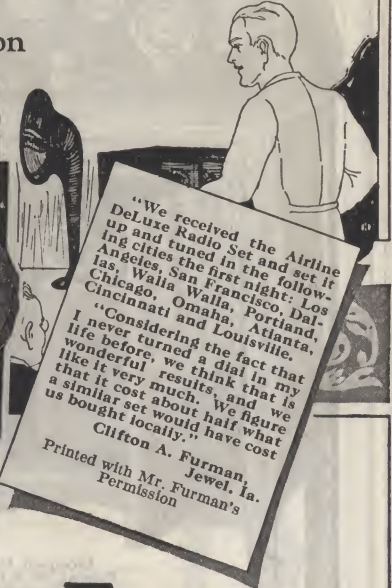 on
"We received the Airline
DeLuxe Radio Set and set it
up and tuned in the follow-
ing cities the first night: Los
Angeles, San Francisco, Dal-
las, Walla Walla, Portland,
Chicago, Omaha, Atlanta,
Cincinnati and Louisville.
"Considering the fact that
I never turned a dial in my
life before, we think that is
wonderful results, and we
like it very much. We figure
that it cost about half what
a similar set would have cost
us bought locally."
Clifton A. Furman,
Jewel, Ia.
Printed with Mr. Furman's
Permission